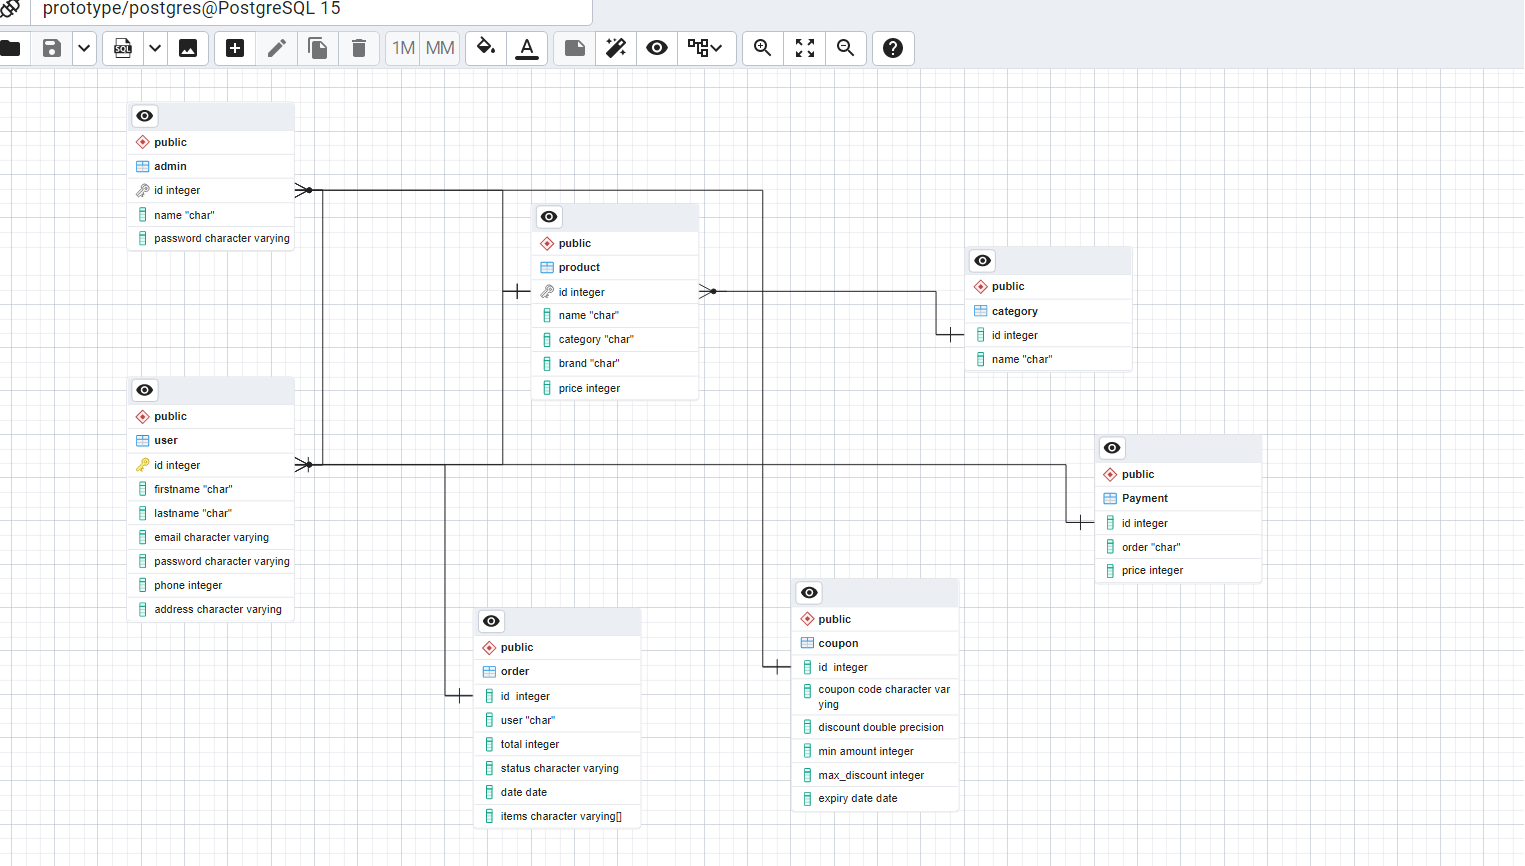 prototype/postgres@PostgreSQL 15
SQL
1M
MM
A
public
admin
id integer
name "char"
password character varying
public
product
id integer
name "char"
category "char"
brand "char"
price integer
public
category
id integer
name "char"
public
user
id integer
firstname "char"
lastname "char"
email character varying
password character varying
phone integer
address character varying
public
Payment
id integer
order "char"
price integer
public
order
id  integer
user "char"
total integer
status character varying
date date
items character varying[]
public
coupon
id  integer
coupon code character var
ying
discount double precision
min amount integer
max_discount integer
expiry date date